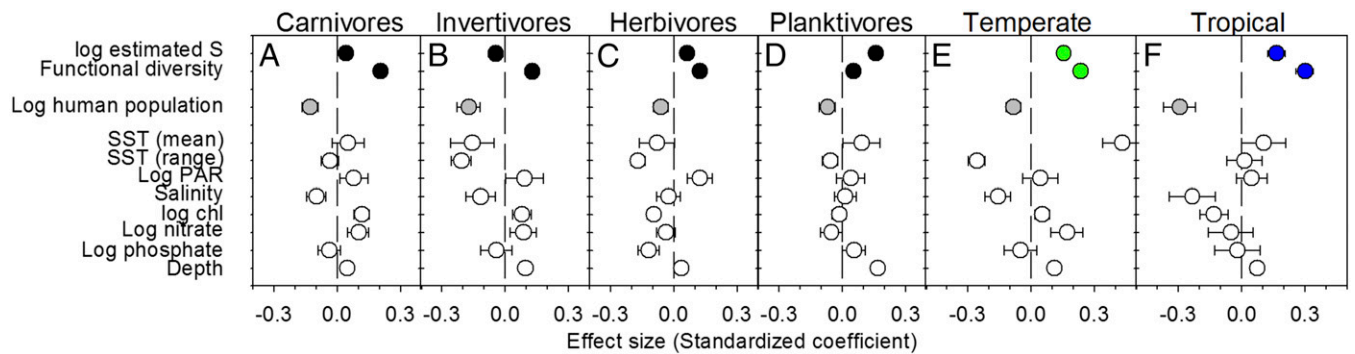 Carnivores Invertivores Herbivores Planktivores Temperate Tropical
A B C D E F
log estimated S
Functional diversity
Log human population
SST (mean)
SST (range)
Log PAR
Salinity
log chl
Log nitrate
Log phosphate
Depth
-0.3 0.0 0.3 -0.3 0.0 0.3 -0.3 0.0 0.3 -0.3 0.0 0.3 -0.3 0.0 0.3 -0.3 0.0 0.3
Effect size (Standardized coefficient)